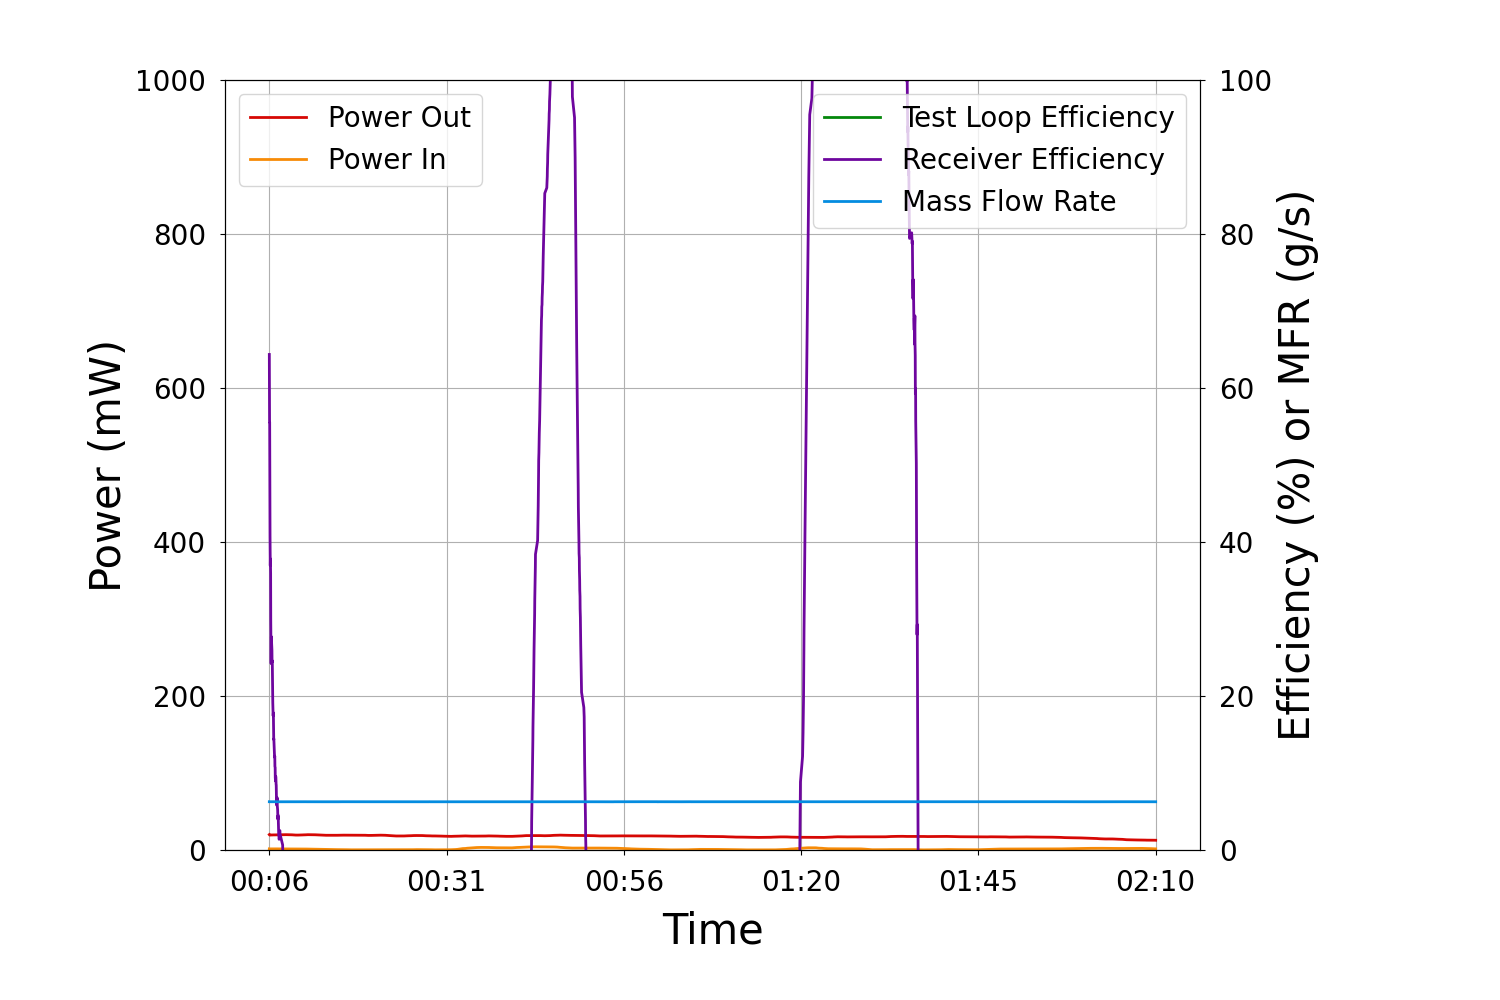 Power Out
Power In
Test Loop Efficiency
Receiver Efficiency
Mass Flow Rate
1000
800
600
400
200
0
Power (mW)
100
80
60
40
20
0
Efficiency (%) or MFR (g/s)
00:06 00:31 00:56 01:20 01:45 02:10
Time